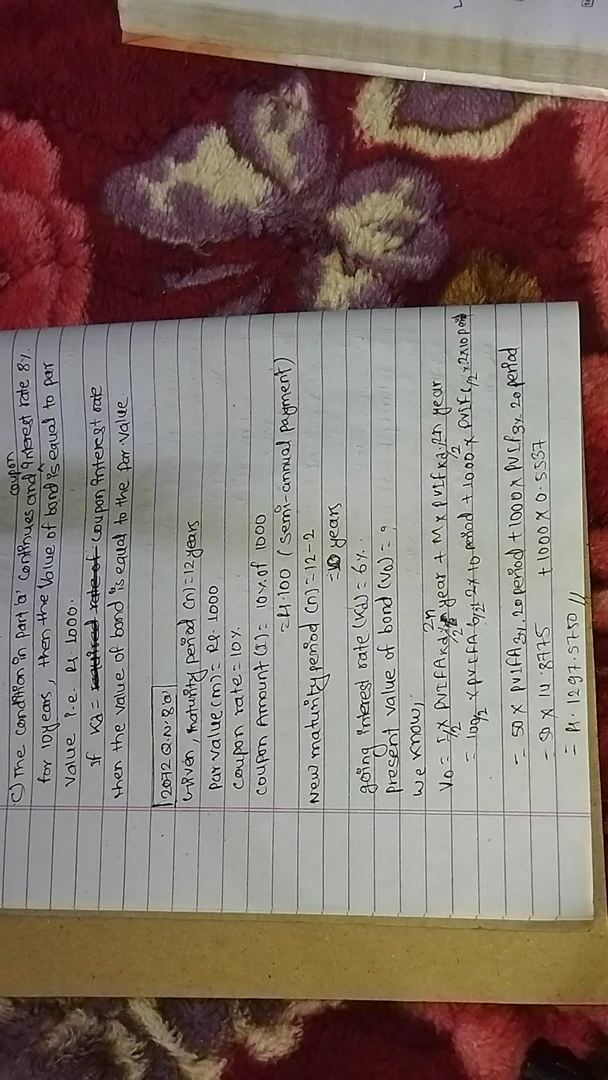 c) The condition in part 'a' continues and coupon interest rate 8%.
for 10 years, then the value of bond is equal to par
value i.e. Rs. 1000.
If Kd = coupon interest rate
then the value of bond is equal to the par value.
2072 Q.N. 8 'a'
Given, maturity period (n) = 12 years
par value (m) = Rs. 1000
coupon rate = 10%
coupon Amount (I) = 10% of 1000
= Rs. 100 (semi-annual payment)
New maturity period (n) = 12-2
= 10 years
going interest rate (Kd) = 6%
present value of bond (Vo) = ?
we know,
Vo = I/2 x PVIFA Kd/2, 2n year + M x PVIF Kd/2, 2n year
= 100/2 x PVIFA 6/2, 2x10 period + 1000 x PVIF 6/2, 2x10 period
= 50 x PVIFA 3%, 20 period + 1000 x PVIF 3%, 20 period
= 50 x 14.8775 + 1000 x 0.5537
= Rs. 1297.5750 //